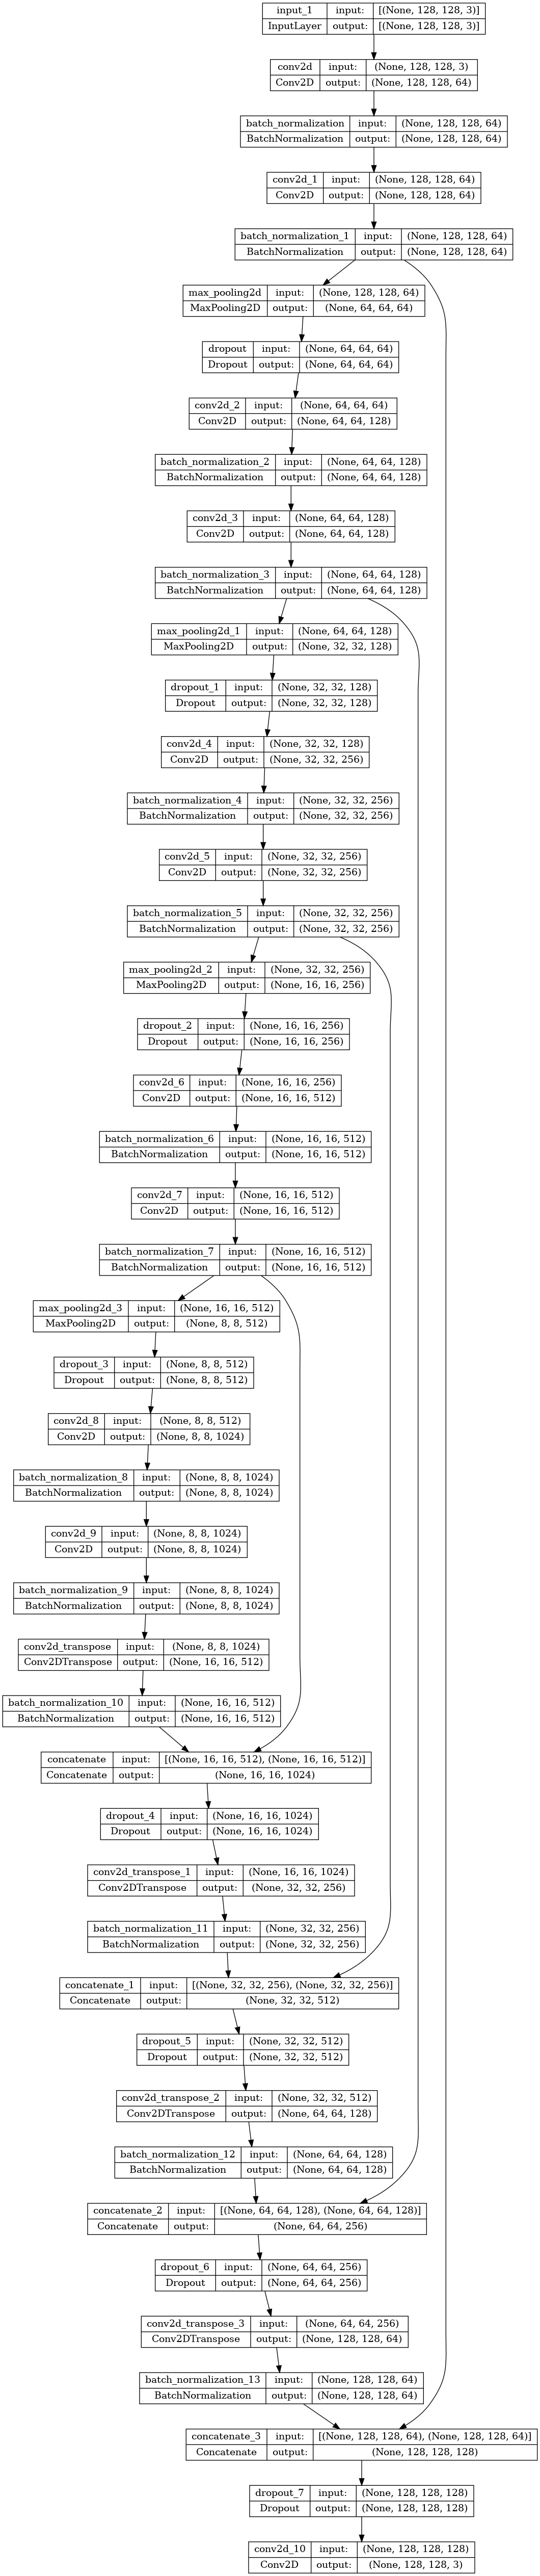 input_1 input: [(None, 128, 128, 3)]
InputLayer output: [(None, 128, 128, 3)]
conv2d input: (None, 128, 128, 3)
Conv2D output: (None, 128, 128, 64)
batch_normalization input: (None, 128, 128, 64)
BatchNormalization output: (None, 128, 128, 64)
conv2d_1 input: (None, 128, 128, 64)
Conv2D output: (None, 128, 128, 64)
batch_normalization_1 input: (None, 128, 128, 64)
BatchNormalization output: (None, 128, 128, 64)
max_pooling2d input: (None, 128, 128, 64)
MaxPooling2D output: (None, 64, 64, 64)
dropout input: (None, 64, 64, 64)
Dropout output: (None, 64, 64, 64)
conv2d_2 input: (None, 64, 64, 64)
Conv2D output: (None, 64, 64, 128)
batch_normalization_2 input: (None, 64, 64, 128)
BatchNormalization output: (None, 64, 64, 128)
conv2d_3 input: (None, 64, 64, 128)
Conv2D output: (None, 64, 64, 128)
batch_normalization_3 input: (None, 64, 64, 128)
BatchNormalization output: (None, 64, 64, 128)
max_pooling2d_1 input: (None, 64, 64, 128)
MaxPooling2D output: (None, 32, 32, 128)
dropout_1 input: (None, 32, 32, 128)
Dropout output: (None, 32, 32, 128)
conv2d_4 input: (None, 32, 32, 128)
Conv2D output: (None, 32, 32, 256)
batch_normalization_4 input: (None, 32, 32, 256)
BatchNormalization output: (None, 32, 32, 256)
conv2d_5 input: (None, 32, 32, 256)
Conv2D output: (None, 32, 32, 256)
batch_normalization_5 input: (None, 32, 32, 256)
BatchNormalization output: (None, 32, 32, 256)
max_pooling2d_2 input: (None, 32, 32, 256)
MaxPooling2D output: (None, 16, 16, 256)
dropout_2 input: (None, 16, 16, 256)
Dropout output: (None, 16, 16, 256)
conv2d_6 input: (None, 16, 16, 256)
Conv2D output: (None, 16, 16, 512)
batch_normalization_6 input: (None, 16, 16, 512)
BatchNormalization output: (None, 16, 16, 512)
conv2d_7 input: (None, 16, 16, 512)
Conv2D output: (None, 16, 16, 512)
batch_normalization_7 input: (None, 16, 16, 512)
BatchNormalization output: (None, 16, 16, 512)
max_pooling2d_3 input: (None, 16, 16, 512)
MaxPooling2D output: (None, 8, 8, 512)
dropout_3 input: (None, 8, 8, 512)
Dropout output: (None, 8, 8, 512)
conv2d_8 input: (None, 8, 8, 512)
Conv2D output: (None, 8, 8, 1024)
batch_normalization_8 input: (None, 8, 8, 1024)
BatchNormalization output: (None, 8, 8, 1024)
conv2d_9 input: (None, 8, 8, 1024)
Conv2D output: (None, 8, 8, 1024)
batch_normalization_9 input: (None, 8, 8, 1024)
BatchNormalization output: (None, 8, 8, 1024)
conv2d_transpose input: (None, 8, 8, 1024)
Conv2DTranspose output: (None, 16, 16, 512)
batch_normalization_10 input: (None, 16, 16, 512)
BatchNormalization output: (None, 16, 16, 512)
concatenate input: [(None, 16, 16, 512), (None, 16, 16, 512)]
Concatenate output: (None, 16, 16, 1024)
dropout_4 input: (None, 16, 16, 1024)
Dropout output: (None, 16, 16, 1024)
conv2d_transpose_1 input: (None, 16, 16, 1024)
Conv2DTranspose output: (None, 32, 32, 256)
batch_normalization_11 input: (None, 32, 32, 256)
BatchNormalization output: (None, 32, 32, 256)
concatenate_1 input: [(None, 32, 32, 256), (None, 32, 32, 256)]
Concatenate output: (None, 32, 32, 512)
dropout_5 input: (None, 32, 32, 512)
Dropout output: (None, 32, 32, 512)
conv2d_transpose_2 input: (None, 32, 32, 512)
Conv2DTranspose output: (None, 64, 64, 128)
batch_normalization_12 input: (None, 64, 64, 128)
BatchNormalization output: (None, 64, 64, 128)
concatenate_2 input: [(None, 64, 64, 128), (None, 64, 64, 128)]
Concatenate output: (None, 64, 64, 256)
dropout_6 input: (None, 64, 64, 256)
Dropout output: (None, 64, 64, 256)
conv2d_transpose_3 input: (None, 64, 64, 256)
Conv2DTranspose output: (None, 128, 128, 64)
batch_normalization_13 input: (None, 128, 128, 64)
BatchNormalization output: (None, 128, 128, 64)
concatenate_3 input: [(None, 128, 128, 64), (None, 128, 128, 64)]
Concatenate output: (None, 128, 128, 128)
dropout_7 input: (None, 128, 128, 128)
Dropout output: (None, 128, 128, 128)
conv2d_10 input: (None, 128, 128, 128)
Conv2D output: (None, 128, 128, 3)